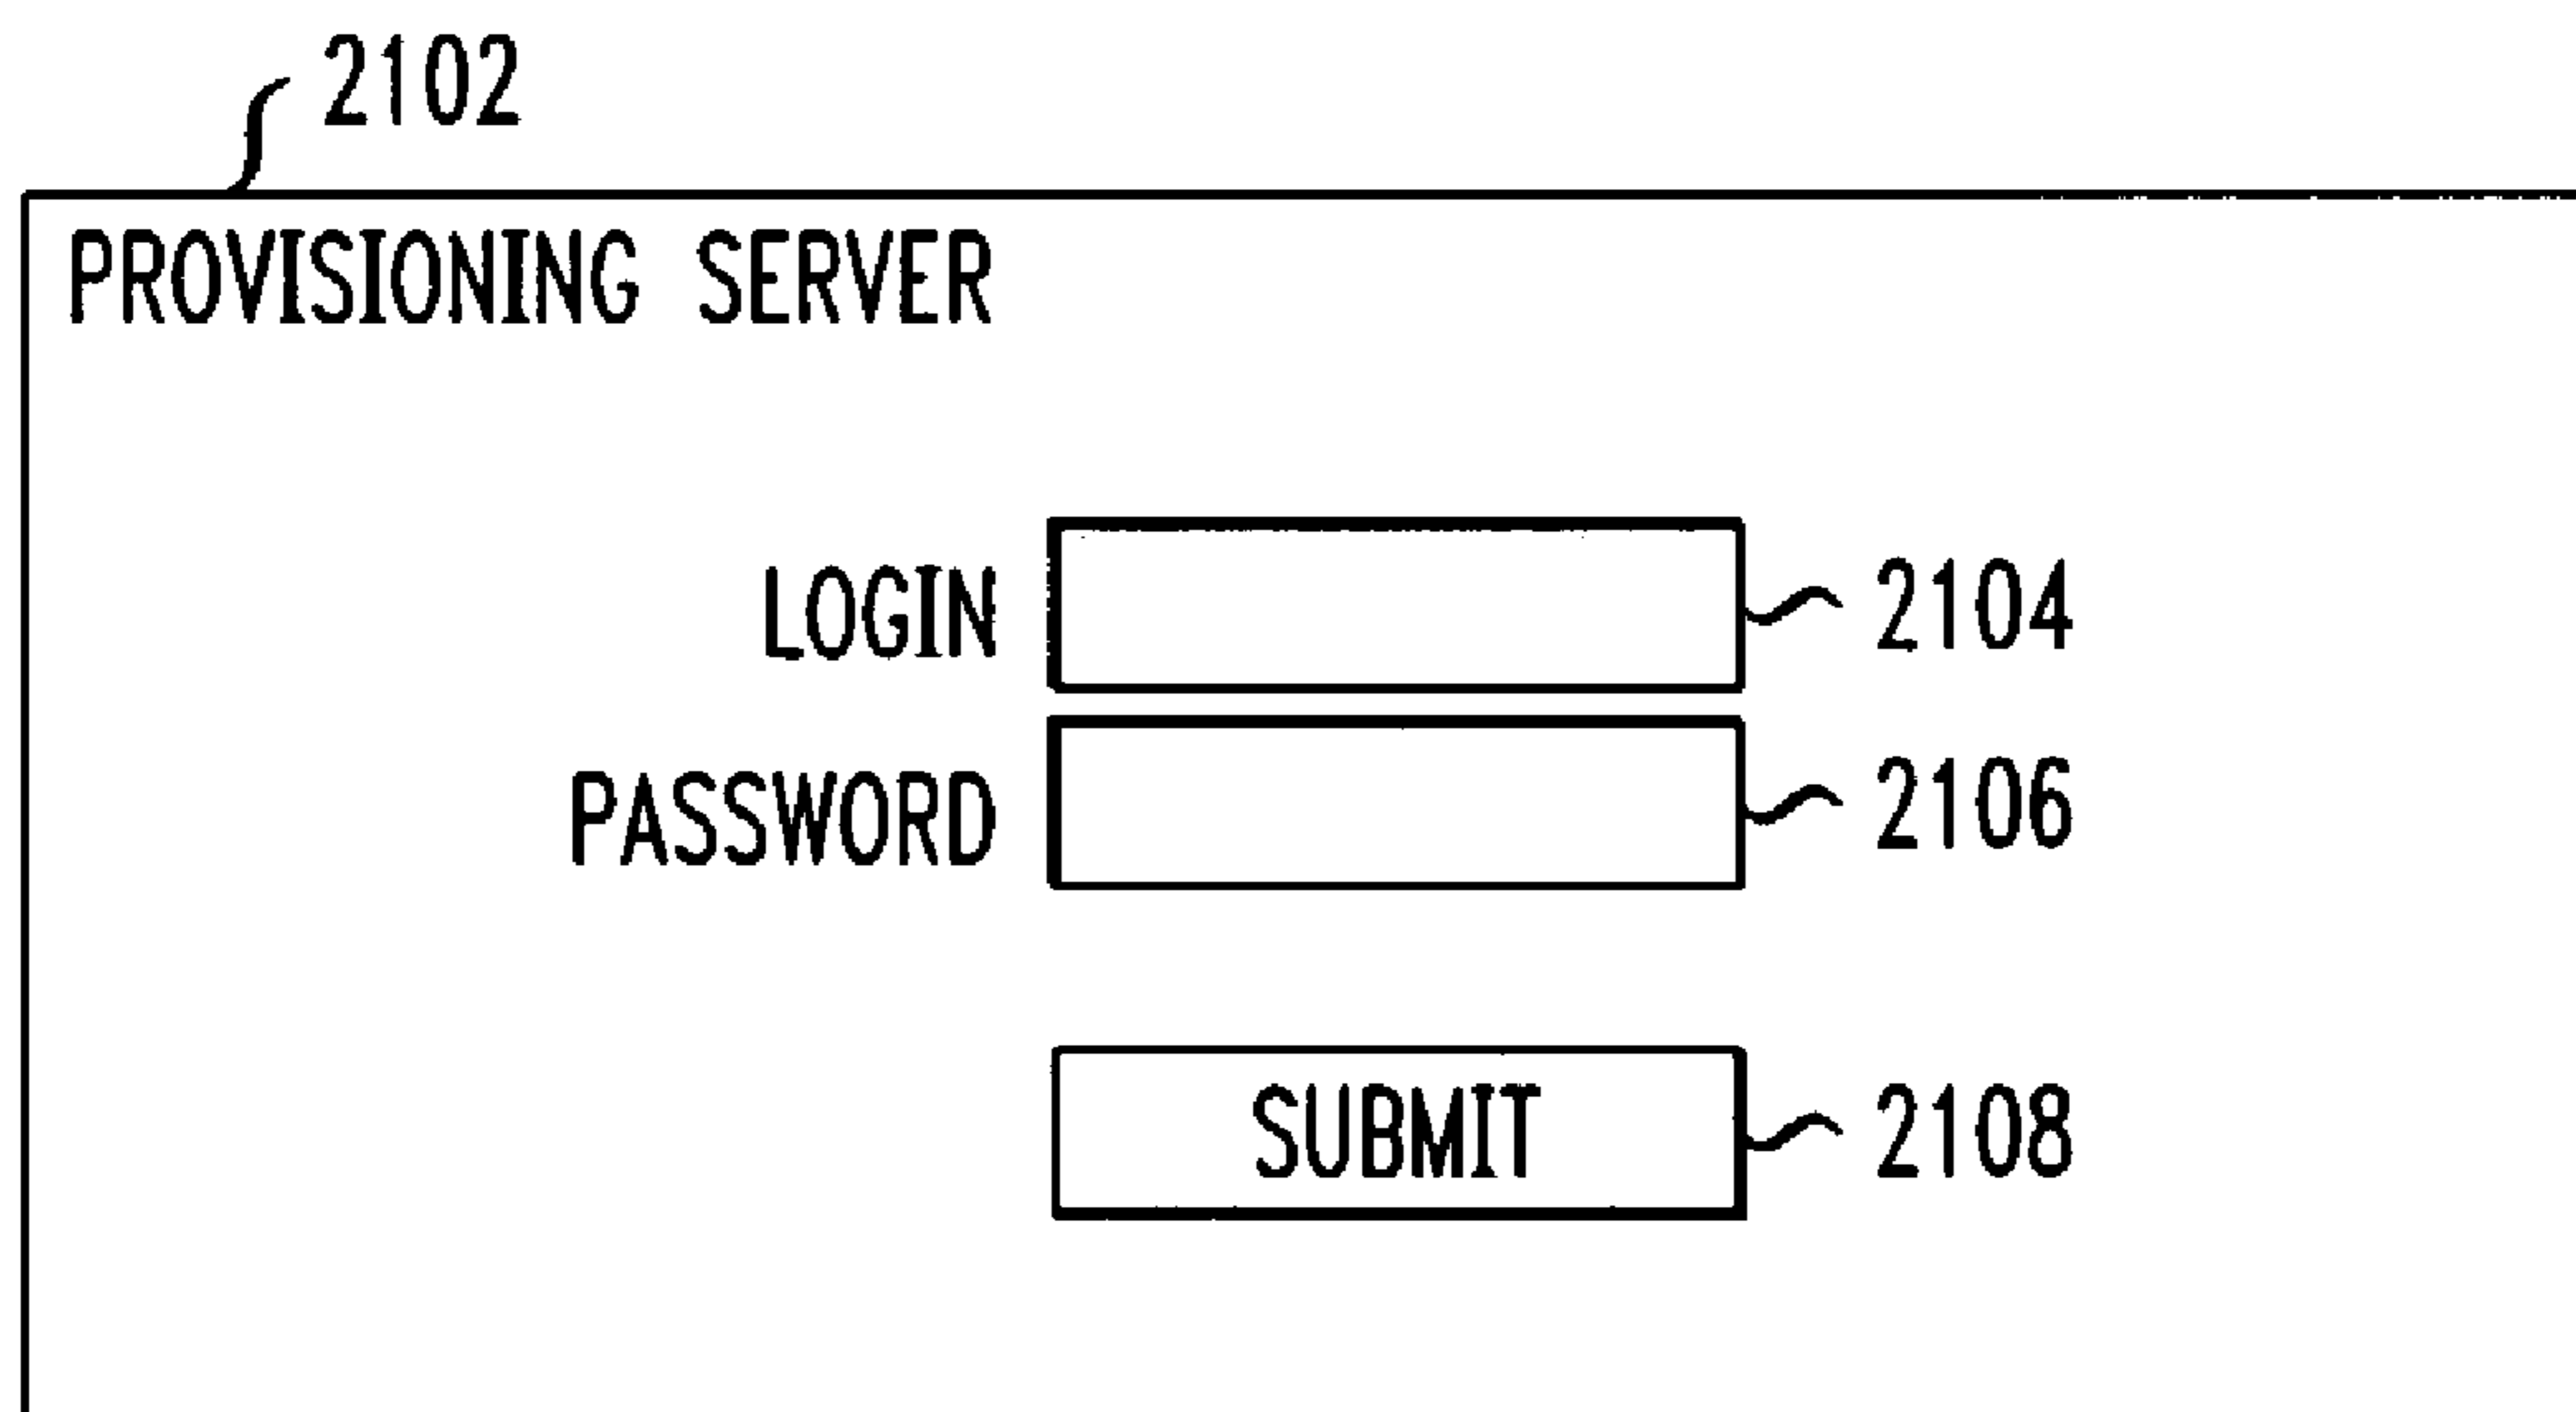 2102
PROVISIONING SERVER
LOGIN 2104
PASSWORD 2106
SUBMIT 2108